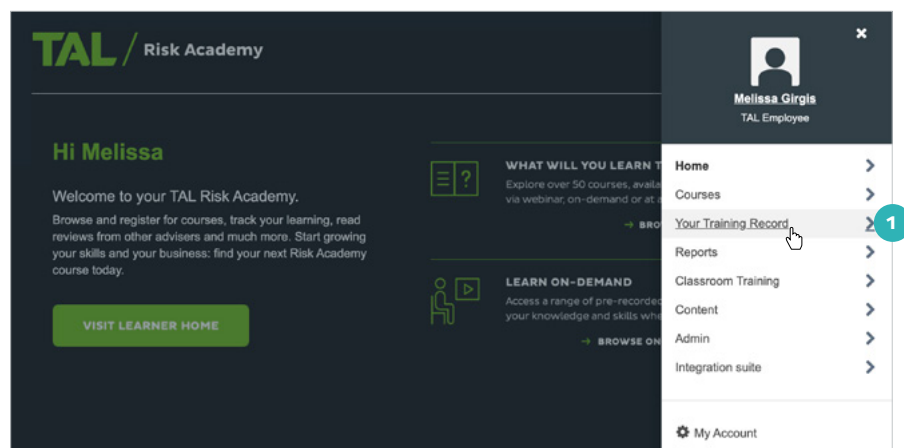 TAL / Risk Academy
Hi Melissa
Welcome to your TAL Risk Academy.
Browse and register for courses, track your learning, read
reviews from other advisers and much more. Start growing
your skills and your business: find your next Risk Academy
course today.
VISIT LEARNER HOME
WHAT WILL YOU LEARN T
Explore over 50 courses, availa
via webinar, on-demand or at a
→ BRO
LEARN ON-DEMAND
Access a range of pre-recorded
your knowledge and skills whe
→ BROWSE ON
Melissa Girgis
TAL Employee
Home
Courses
Your Training Record
1
Reports
Classroom Training
Content
Admin
Integration suite
My Account